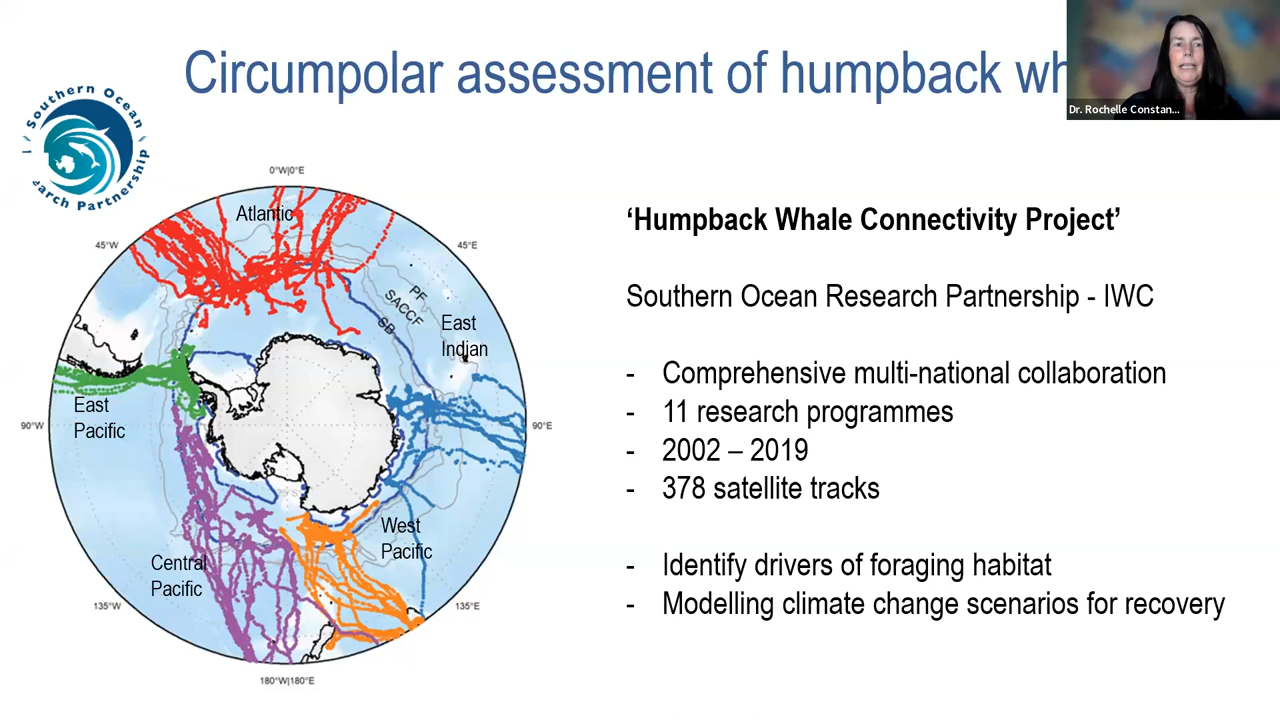 Circumpolar assessment of humpback wh
Dr. Rochelle Constan...
Southern Ocean
arch Partnership
0°W|0°E
45°W
45°E
90°W
90°E
135°W
135°E
180°W|180°E
Atlantic
PF
SACCF
SB
East
Indian
East
Pacific
West
Pacific
Central
Pacific
‘Humpback Whale Connectivity Project’
Southern Ocean Research Partnership - IWC
- Comprehensive multi-national collaboration
- 11 research programmes
- 2002 – 2019
- 378 satellite tracks
- Identify drivers of foraging habitat
- Modelling climate change scenarios for recovery